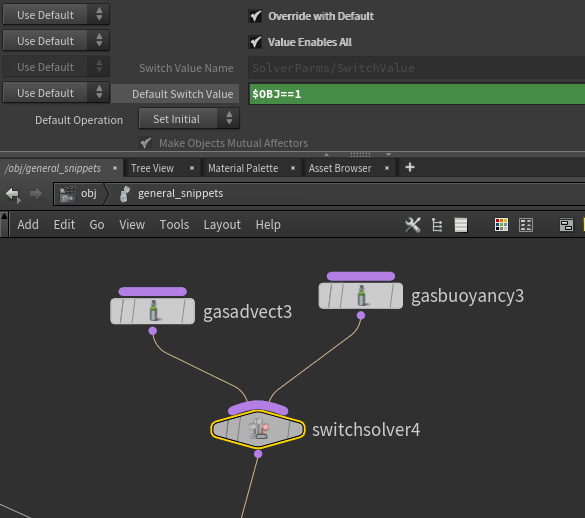 Use Default Override with Default
Use Default Value Enables All
Use Default Switch Value Name SolverParms/SwitchValue
Use Default Default Switch Value $OBJ==1
Default Operation Set Initial
Make Objects Mutual Affectors
/obj/general_snippets × Tree View × Material Palette × Asset Browser × +
obj general_snippets
Add Edit Go View Tools Layout Help
gasbuoyancy3
gasadvect3
switchsolver4